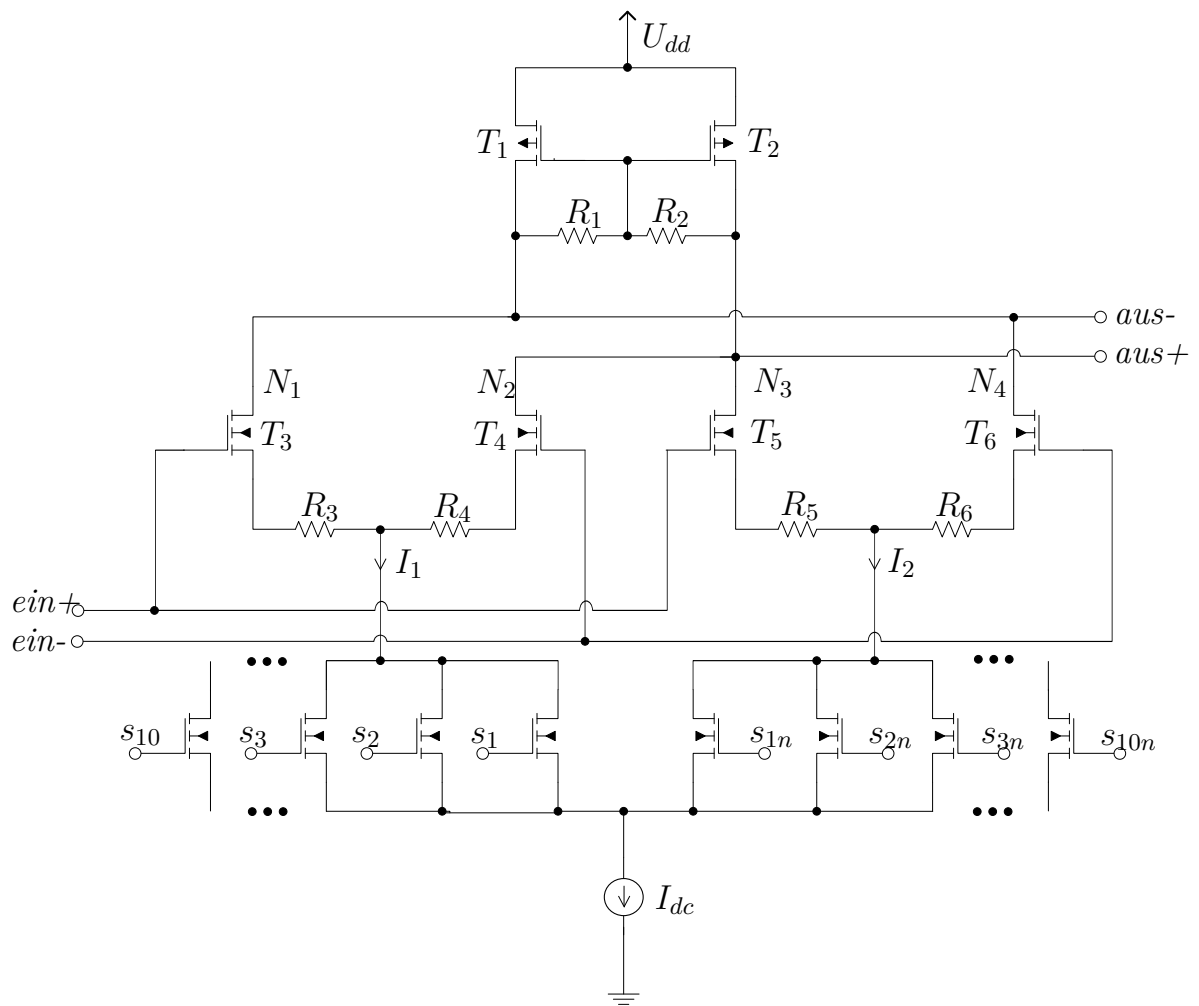 U_dd
T_1 T_2
R_1 R_2
aus-
aus+
N_1 N_2 N_3 N_4
T_3 T_4 T_5 T_6
R_3 R_4 R_5 R_6
I_1 I_2
ein+
ein-
s_10 s_3 s_2 s_1 s_1n s_2n s_3n s_10n
I_dc